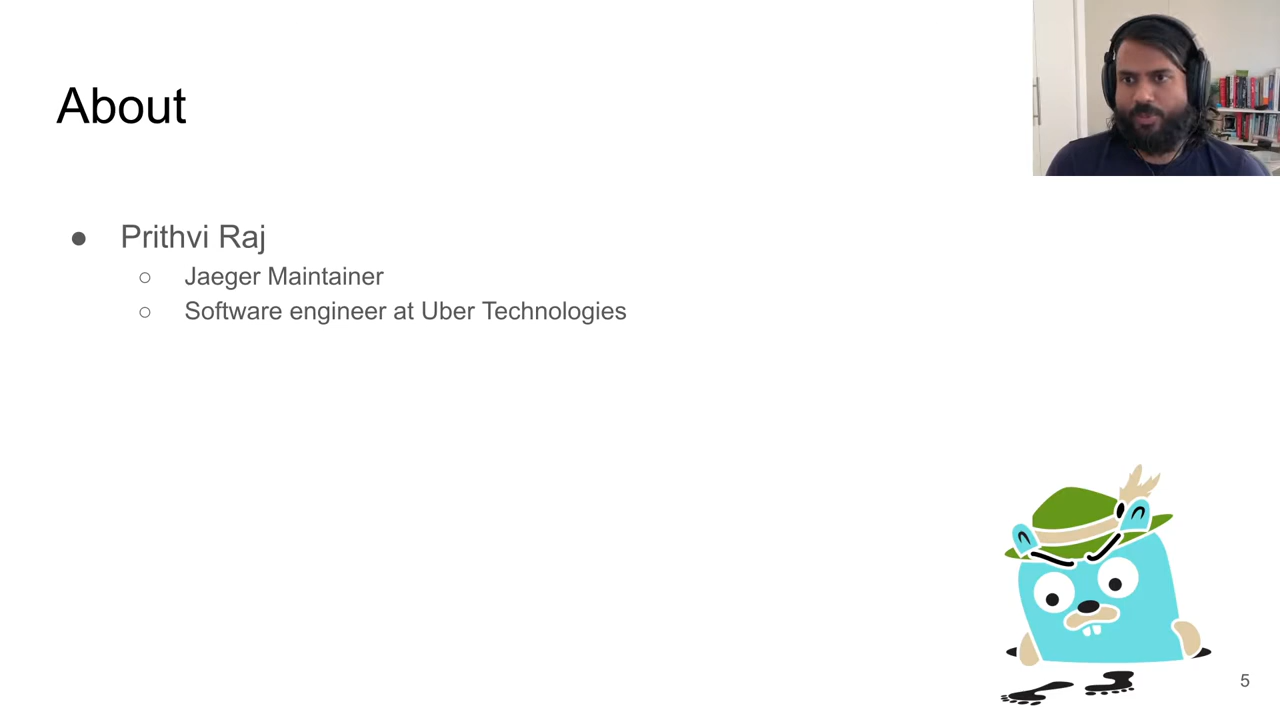 About
● Prithvi Raj
○ Jaeger Maintainer
○ Software engineer at Uber Technologies
5